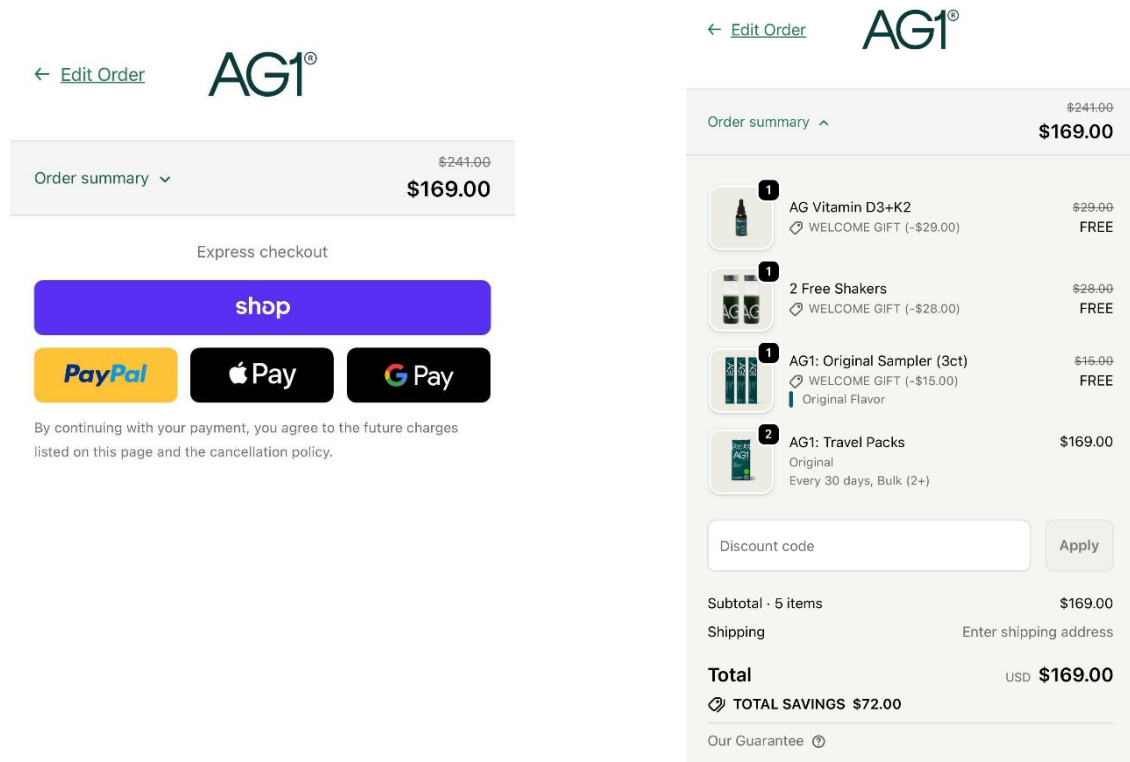 ← Edit Order
AG1®
Order summary
$241.00
$169.00
Express checkout
shop
PayPal
Pay
G Pay
By continuing with your payment, you agree to the future charges
listed on this page and the cancellation policy.
← Edit Order
AG1®
Order summary
$241.00
$169.00
1
AG Vitamin D3+K2
$29.00
WELCOME GIFT (-$29.00)
FREE
1
2 Free Shakers
$28.00
WELCOME GIFT (-$28.00)
FREE
AG AG
1
AG1: Original Sampler (3ct)
$15.00
WELCOME GIFT (-$15.00)
FREE
Original Flavor
2
AG1: Travel Packs
$169.00
AG1
Original
Every 30 days, Bulk (2+)
Discount code
Apply
Subtotal · 5 items
$169.00
Shipping
Enter shipping address
Total
USD $169.00
TOTAL SAVINGS $72.00
Our Guarantee ?